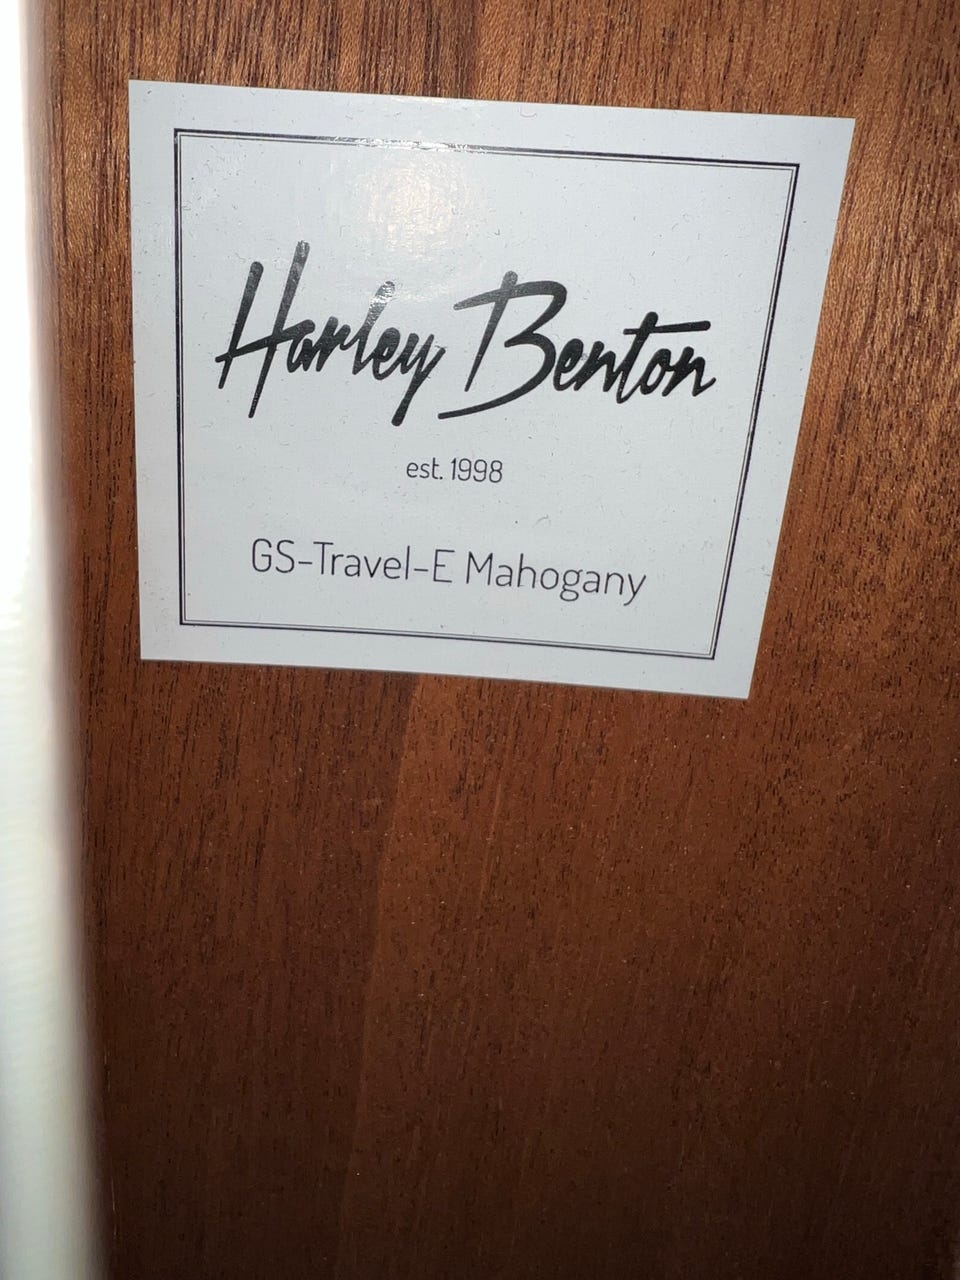 Harley Benton
est. 1998
GS-Travel-E Mahogany